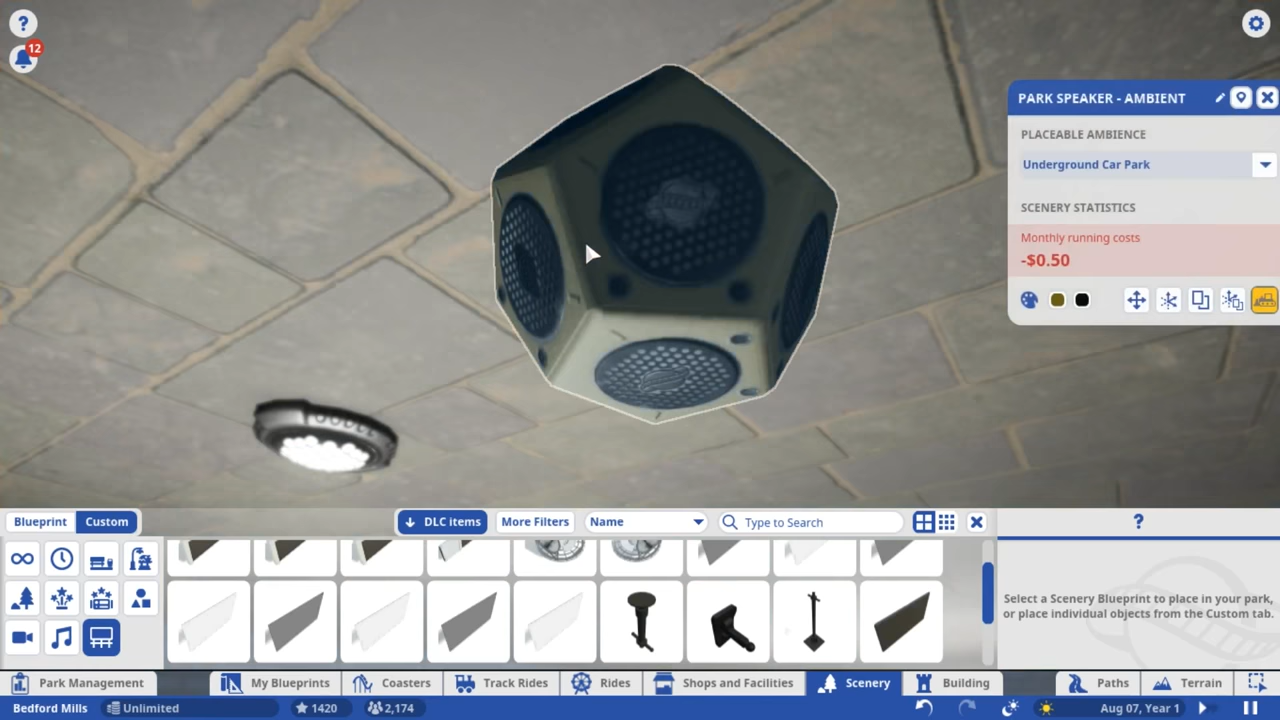 ?
12
PARK SPEAKER - AMBIENT
PLACEABLE AMBIENCE
Underground Car Park
SCENERY STATISTICS
Monthly running costs
-$0.50
Blueprint
Custom
DLC items
More Filters
Name
Type to Search
?
Select a Scenery Blueprint to place in your park,
or place individual objects from the Custom tab.
Park Management
My Blueprints
Coasters
Track Rides
Rides
Shops and Facilities
Scenery
Building
Paths
Terrain
Bedford Mills
Unlimited
1420
2,174
Aug 07, Year 1